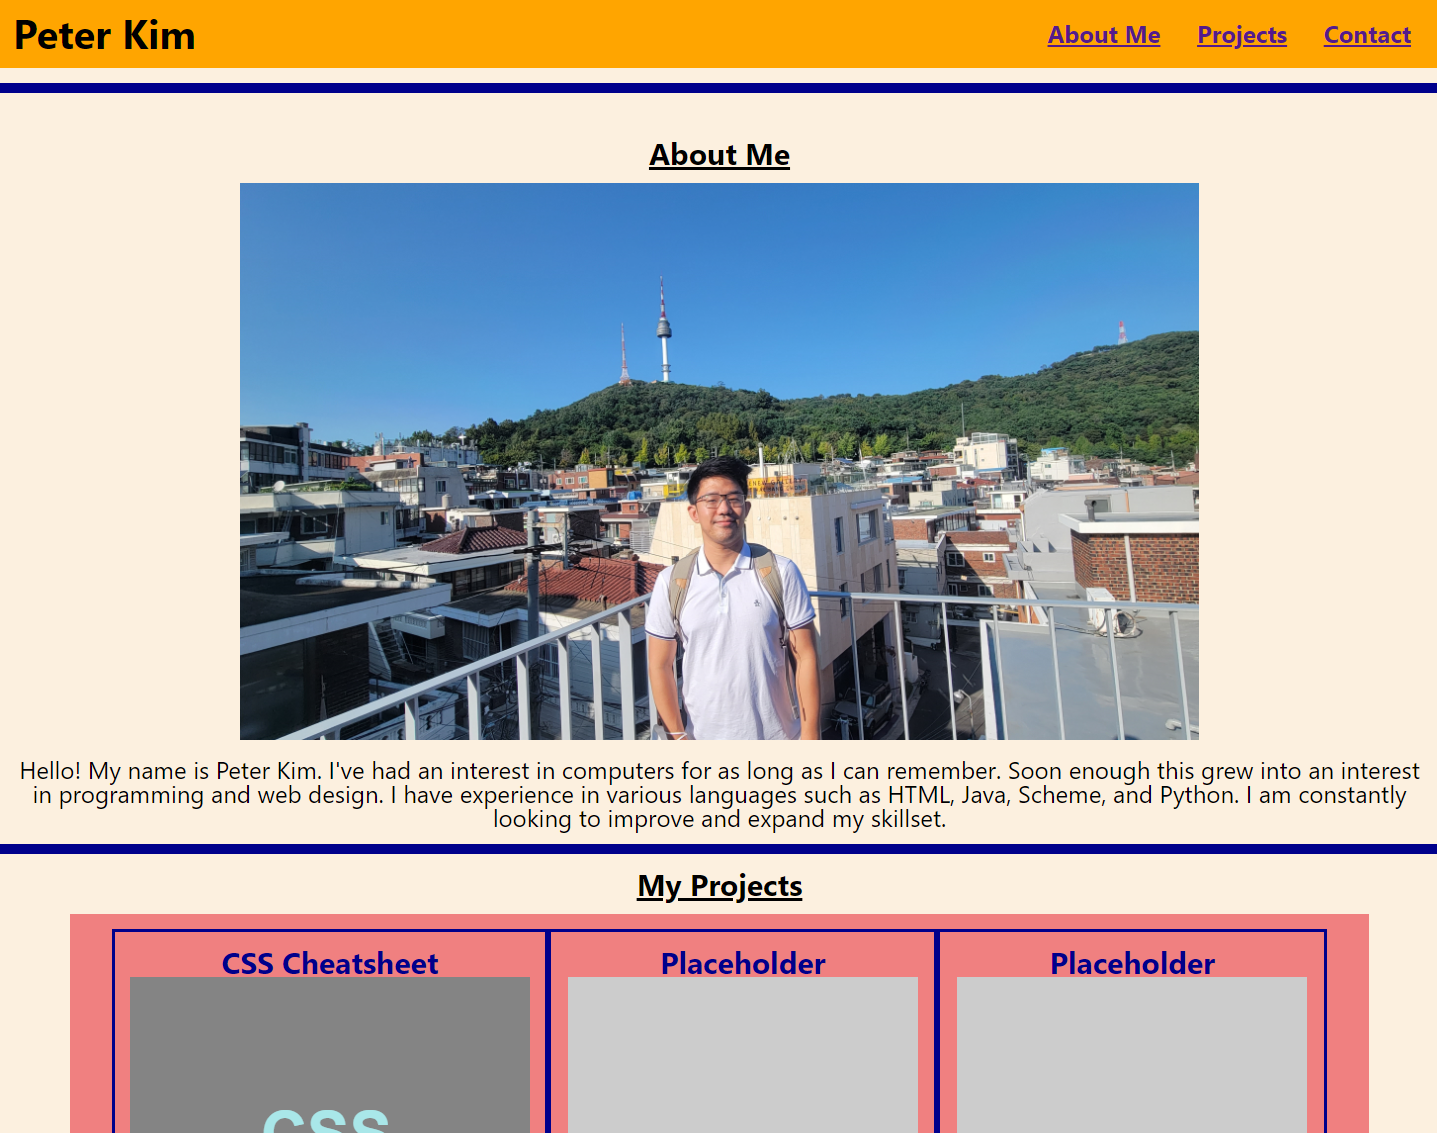 Peter Kim
About Me Projects Contact
About Me
Hello! My name is Peter Kim. I've had an interest in computers for as long as I can remember. Soon enough this grew into an interest
in programming and web design. I have experience in various languages such as HTML, Java, Scheme, and Python. I am constantly
looking to improve and expand my skillset.
My Projects
CSS Cheatsheet
Placeholder
Placeholder
CSS